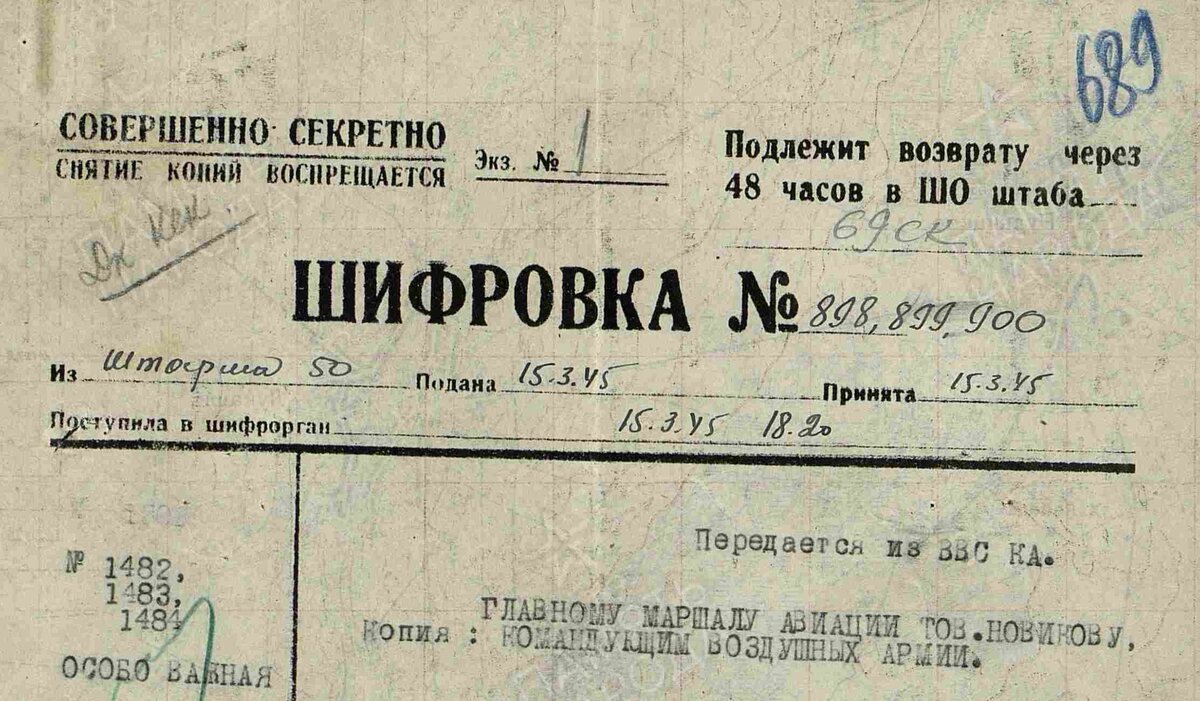 689
СОВЕРШЕННО СЕКРЕТНО
СНЯТИЕ КОПИЙ ВОСПРЕЩАЕТСЯ
Экз. № 1
Подлежит возврату через
48 часов в ШО штаба
69 ск
ШИФРОВКА № 898, 899, 900
Из Шторма 50 Подана 15.3.45 Принята 15.3.45
Поступила в шифрорган 15.3.45 18.20
№ 1482,
1483,
1484
ОСОБО ВАЖНАЯ
Передается из ВВС КА.
ГЛАВНОМУ МАРШАЛУ АВИАЦИИ ТОВ.НОВИКОВУ,
Копия : КОМАНДУЮЩИМ ВОЗДУШНЫХ АРМИИ.